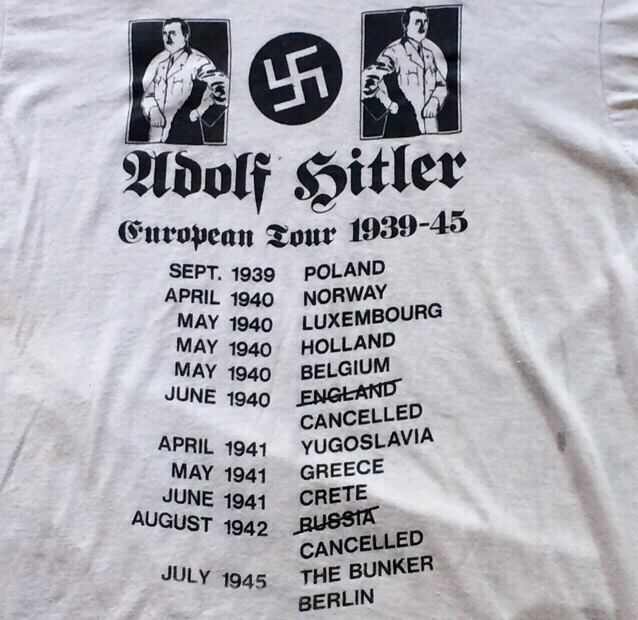 Adolf Hitler
European Tour 1939-45
SEPT. 1939 POLAND
APRIL 1940 NORWAY
MAY 1940 LUXEMBOURG
MAY 1940 HOLLAND
MAY 1940 BELGIUM
JUNE 1940 ENGLAND
CANCELLED
APRIL 1941 YUGOSLAVIA
MAY 1941 GREECE
JUNE 1941 CRETE
AUGUST 1942 RUSSIA
CANCELLED
JULY 1945 THE BUNKER
BERLIN